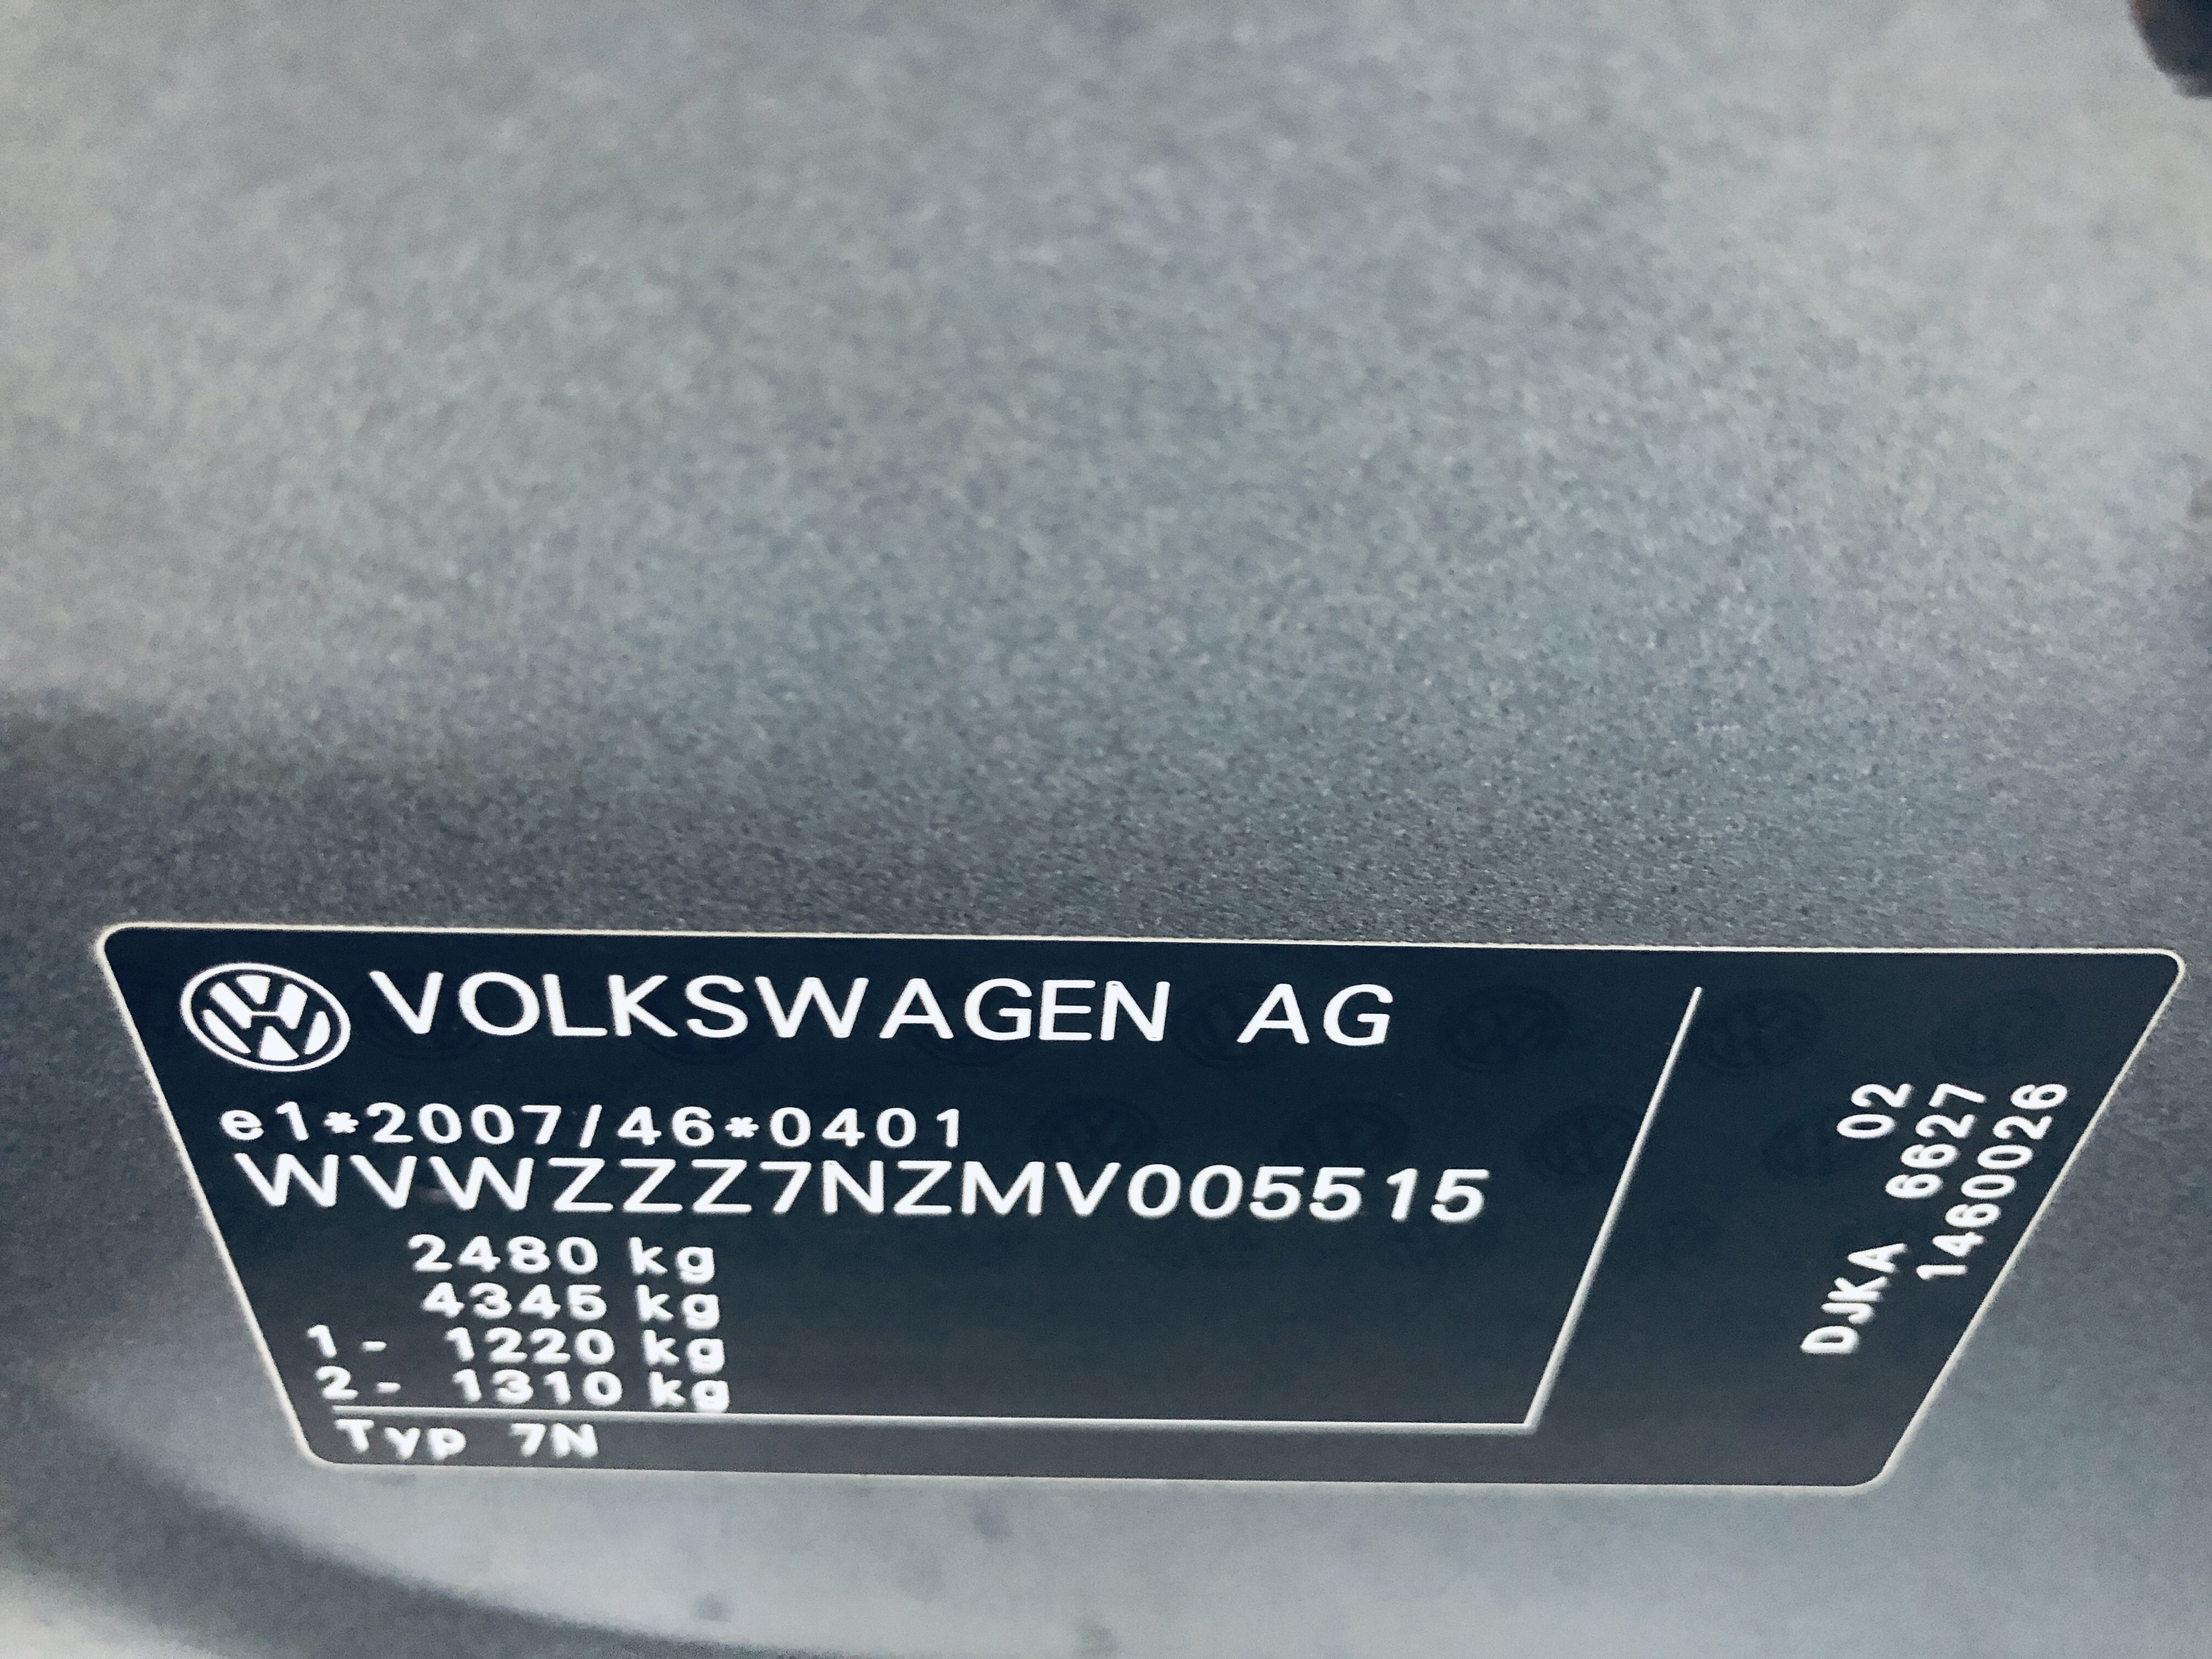 VOLKSWAGEN AG
e1*2007/46*0401
WVWZZZ7NZMV005515
2480 kg
4345 kg
1 - 1220 kg
2 - 1310 kg
Typ 7N
02
DJKA 6627
1460026